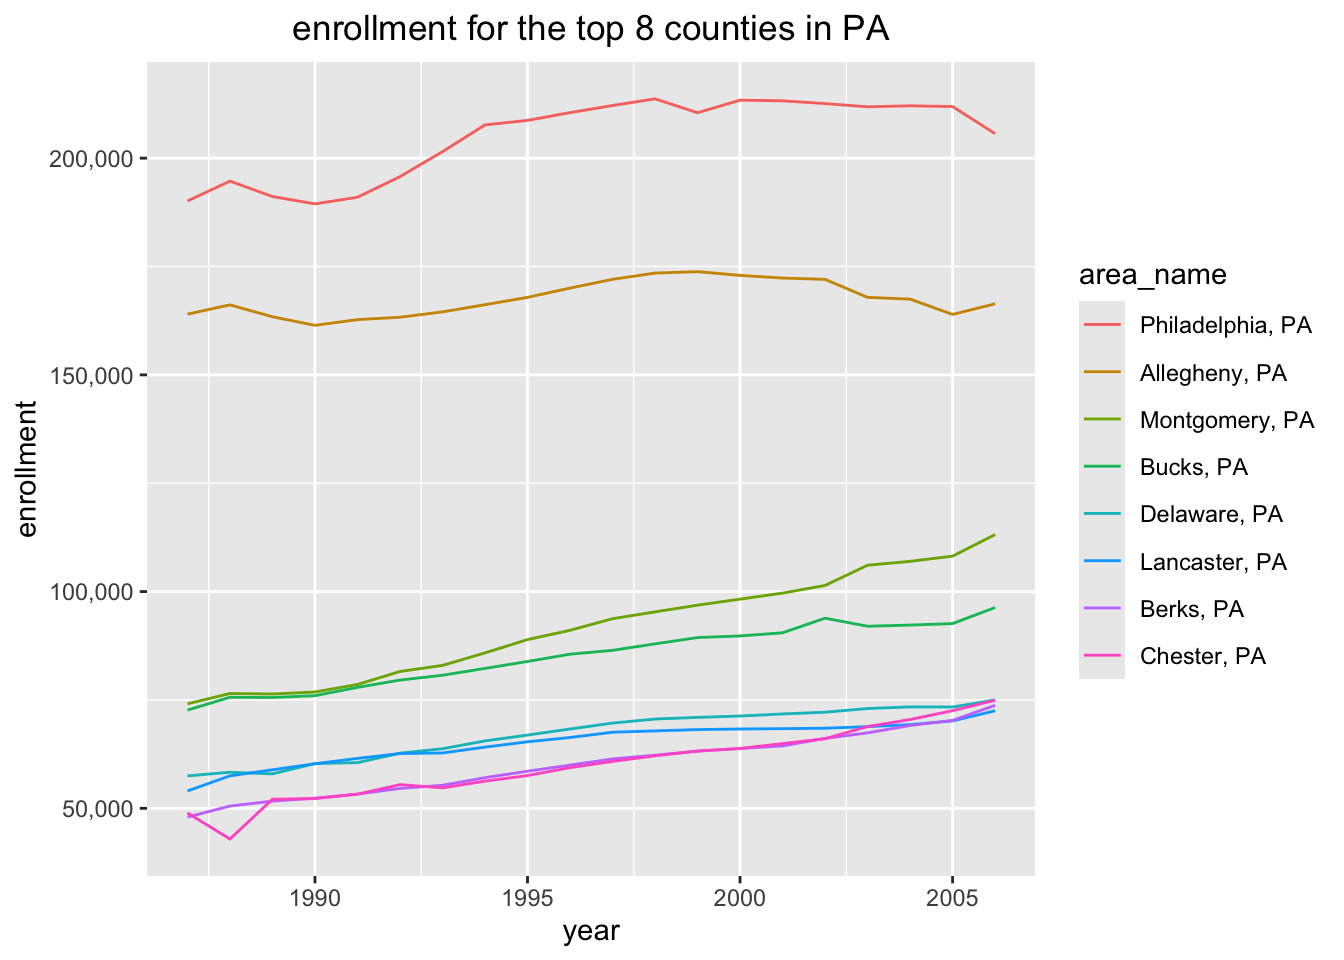 enrollment for the top 8 counties in PA
200,000
150,000
100,000
50,000
enrollment
1990
1995
2000
2005
year
area_name
Philadelphia, PA
Allegheny, PA
Montgomery, PA
Bucks, PA
Delaware, PA
Lancaster, PA
Berks, PA
Chester, PA